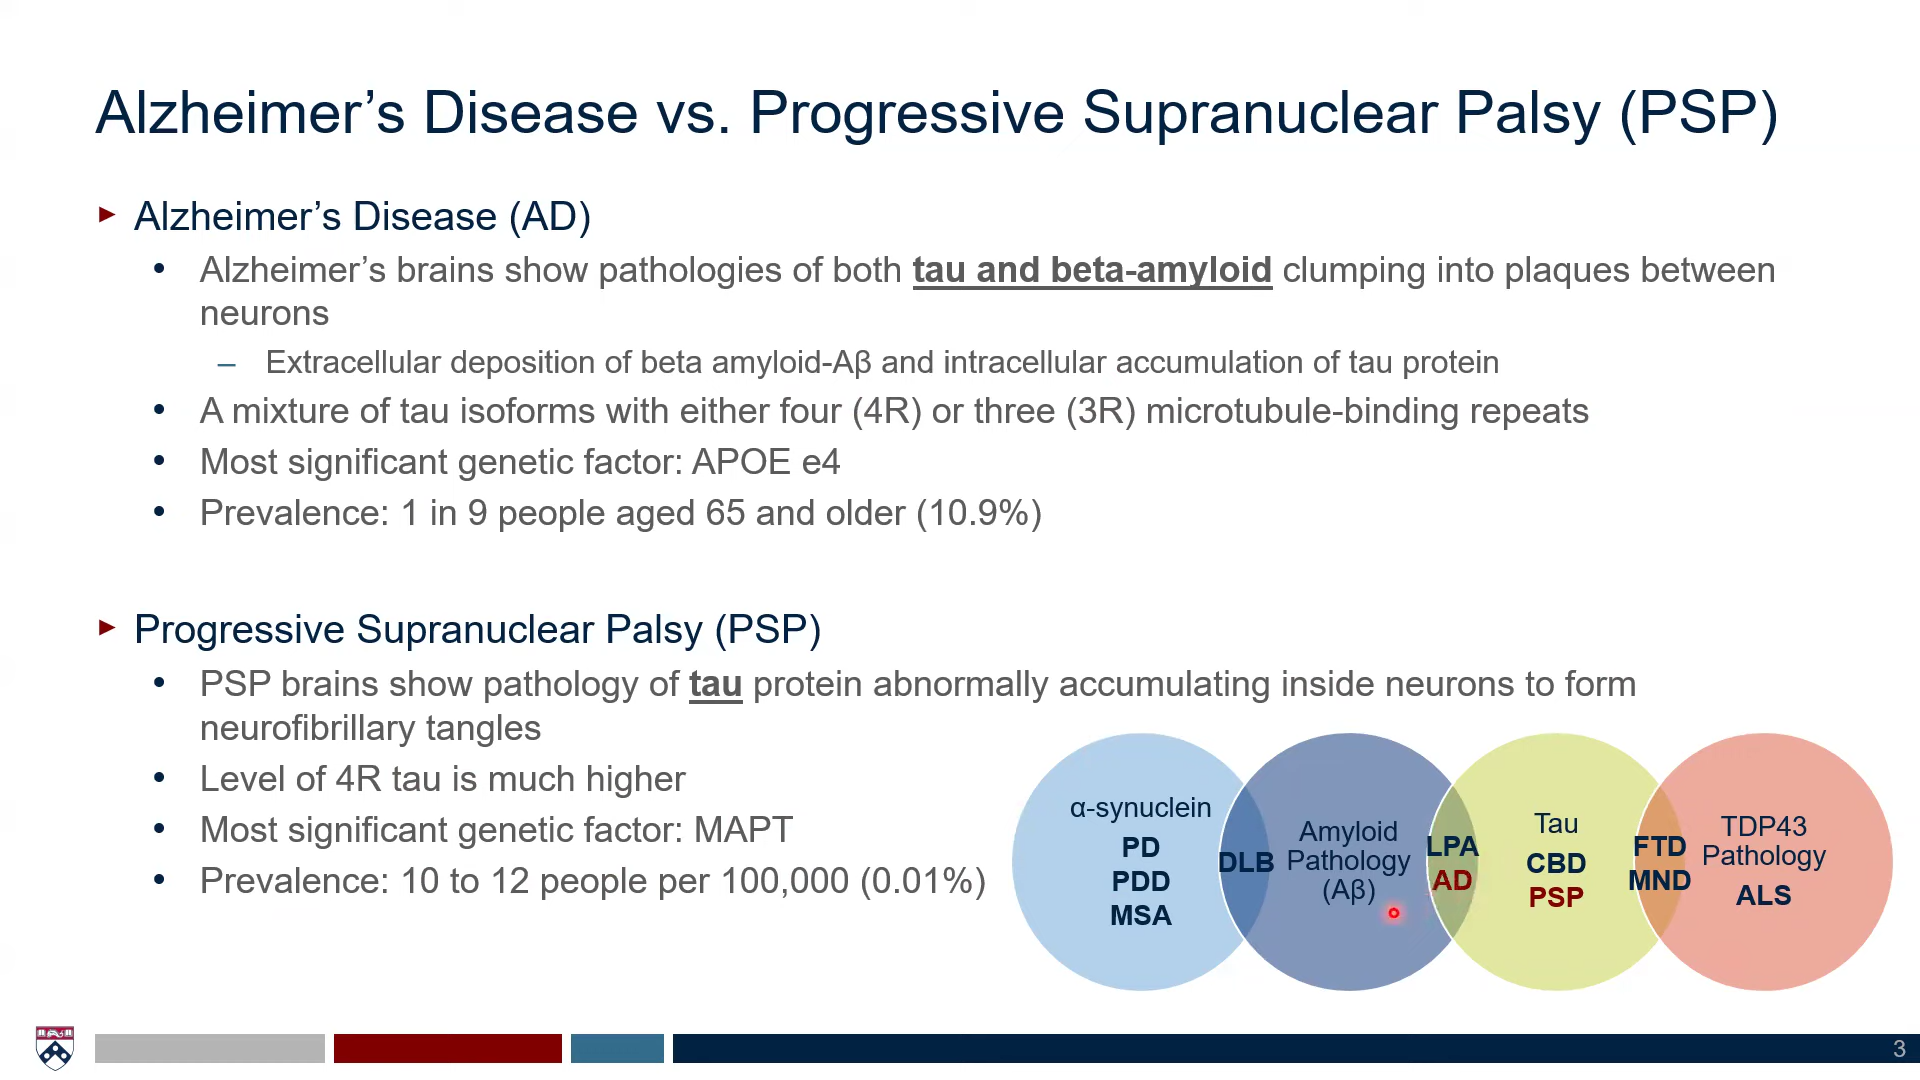 Alzheimer’s Disease vs. Progressive Supranuclear Palsy (PSP)
Alzheimer’s Disease (AD)
Alzheimer’s brains show pathologies of both tau and beta-amyloid clumping into plaques between
neurons
Extracellular deposition of beta amyloid-Aβ and intracellular accumulation of tau protein
A mixture of tau isoforms with either four (4R) or three (3R) microtubule-binding repeats
Most significant genetic factor: APOE e4
Prevalence: 1 in 9 people aged 65 and older (10.9%)
Progressive Supranuclear Palsy (PSP)
PSP brains show pathology of tau protein abnormally accumulating inside neurons to form
neurofibrillary tangles
Level of 4R tau is much higher
Most significant genetic factor: MAPT
Prevalence: 10 to 12 people per 100,000 (0.01%)
α-synuclein
PD
PDD
MSA
DLB
Amyloid
Pathology
(Aβ)
LPA
AD
Tau
CBD
PSP
FTD
MND
TDP43
Pathology
ALS
3